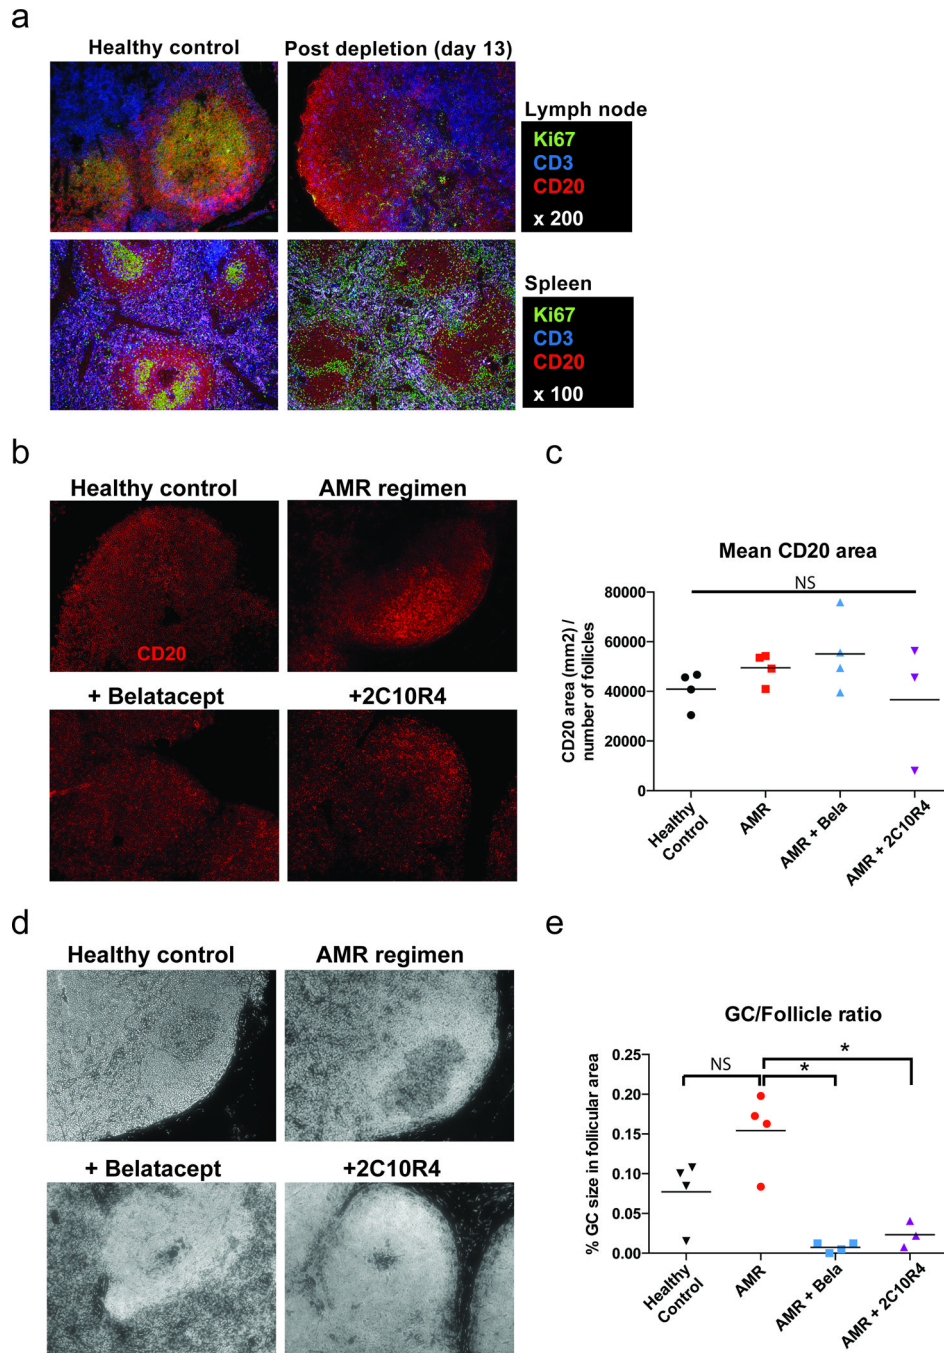 a
Healthy control
Post depletion (day 13)
Lymph node
Ki67
CD3
CD20
x 200
Spleen
Ki67
CD3
CD20
x 100
b
Healthy control
AMR regimen
CD20
+ Belatacept
+2C10R4
c
Mean CD20 area
NS
80000
60000
40000
20000
0
CD20 area (mm2) /
number of follicles
Healthy
Control
AMR
AMR + Bela
AMR + 2C10R4
d
Healthy control
AMR regimen
+ Belatacept
+2C10R4
e
GC/Follicle ratio
NS
*
*
0.25
0.20
0.15
0.10
0.05
0.00
% GC size in follicular area
Healthy
Control
AMR
AMR + Bela
AMR + 2C10R4